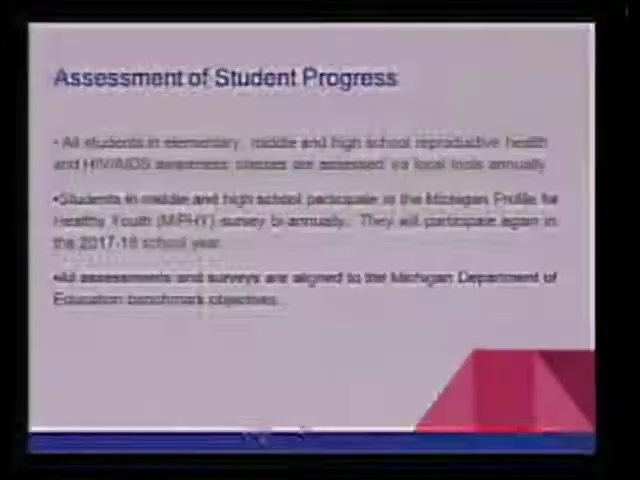 Assessment of Student Progress
• All students in elementary, middle and high school reproductive health
and HIV/AIDS awareness classes are assessed via local tools annually
•Students in middle and high school participate in the Michigan Profile for
Healthy Youth (MiPHY) survey bi-annually. They will participate again in
the 2017-18 school year.
•All assessments and surveys are aligned to the Michigan Department of
Education benchmark objectives.